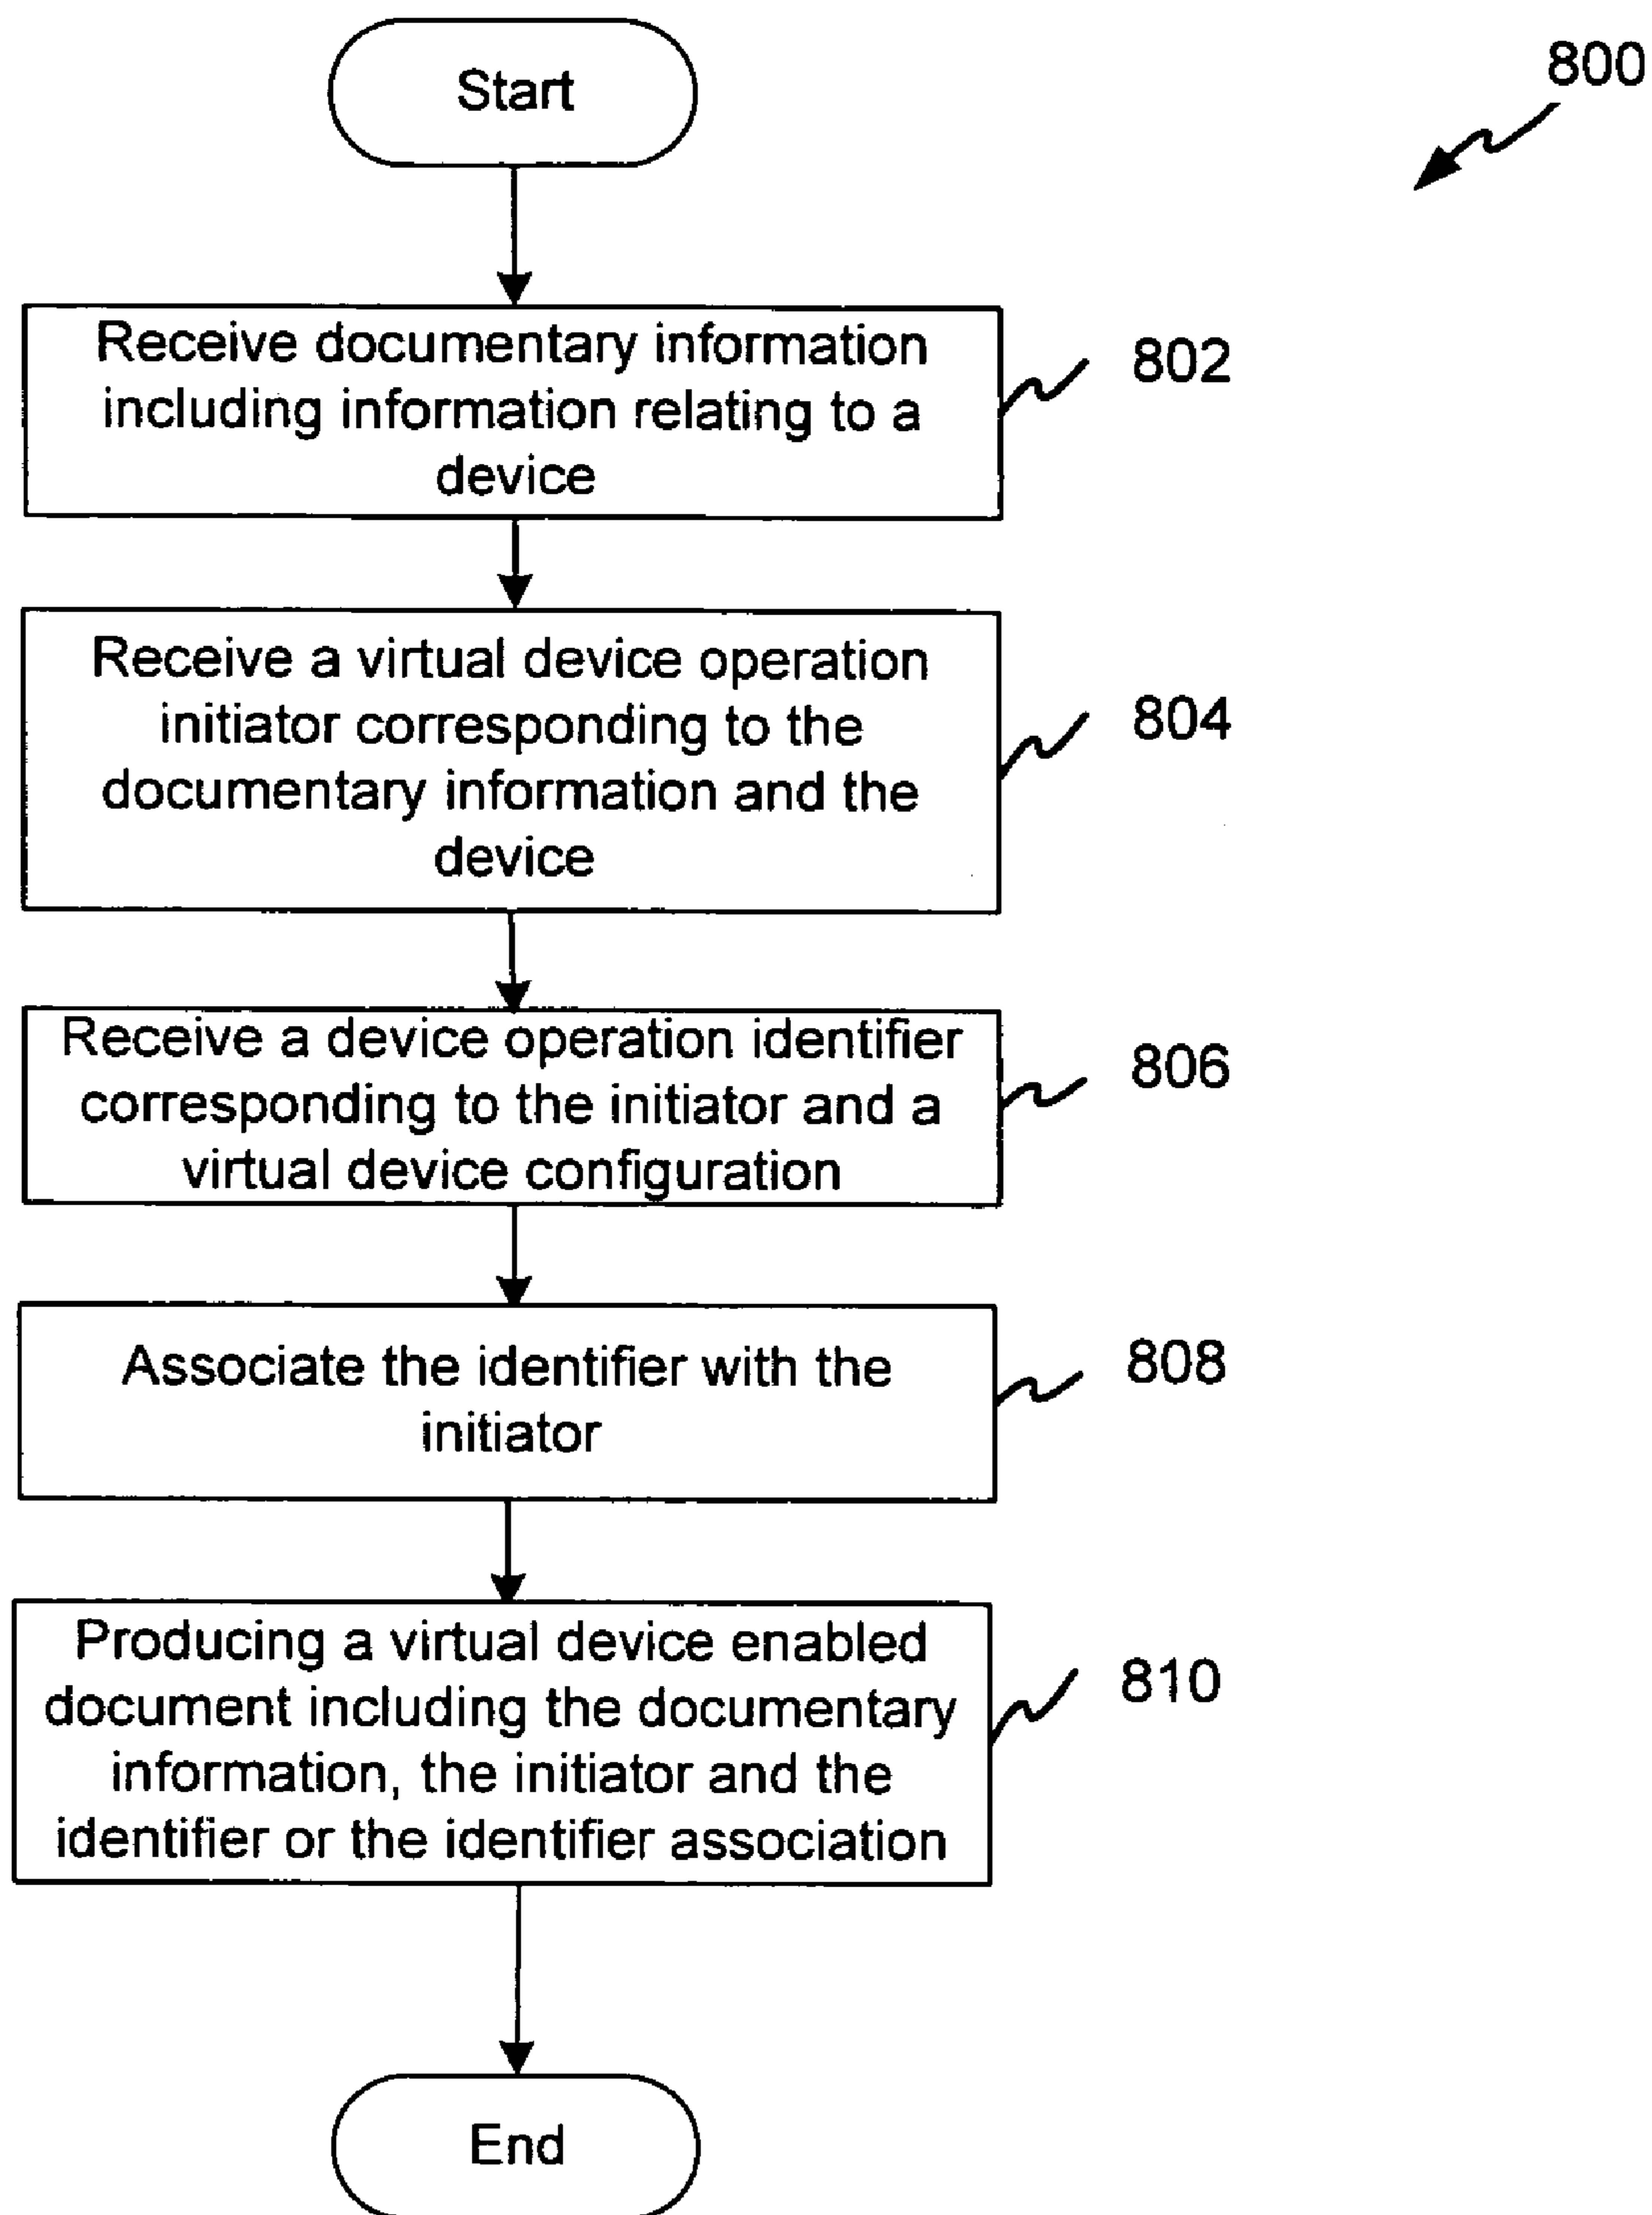 Start
800
Receive documentary information
including information relating to a
device
802
Receive a virtual device operation
initiator corresponding to the
documentary information and the
device
804
Receive a device operation identifier
corresponding to the initiator and a
virtual device configuration
806
Associate the identifier with the
initiator
808
Producing a virtual device enabled
document including the documentary
information, the initiator and the
identifier or the identifier association
810
End